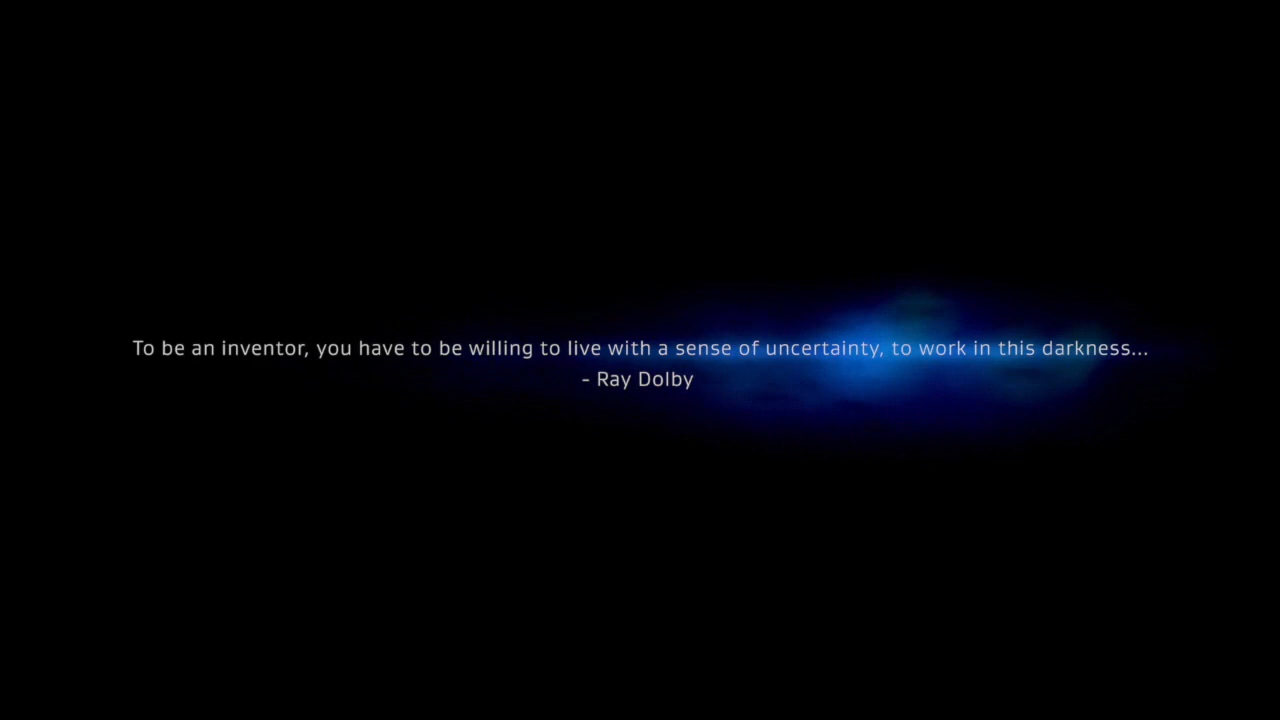 To be an inventor, you have to be willing to live with a sense of uncertainty, to work in this darkness...
- Ray Dolby